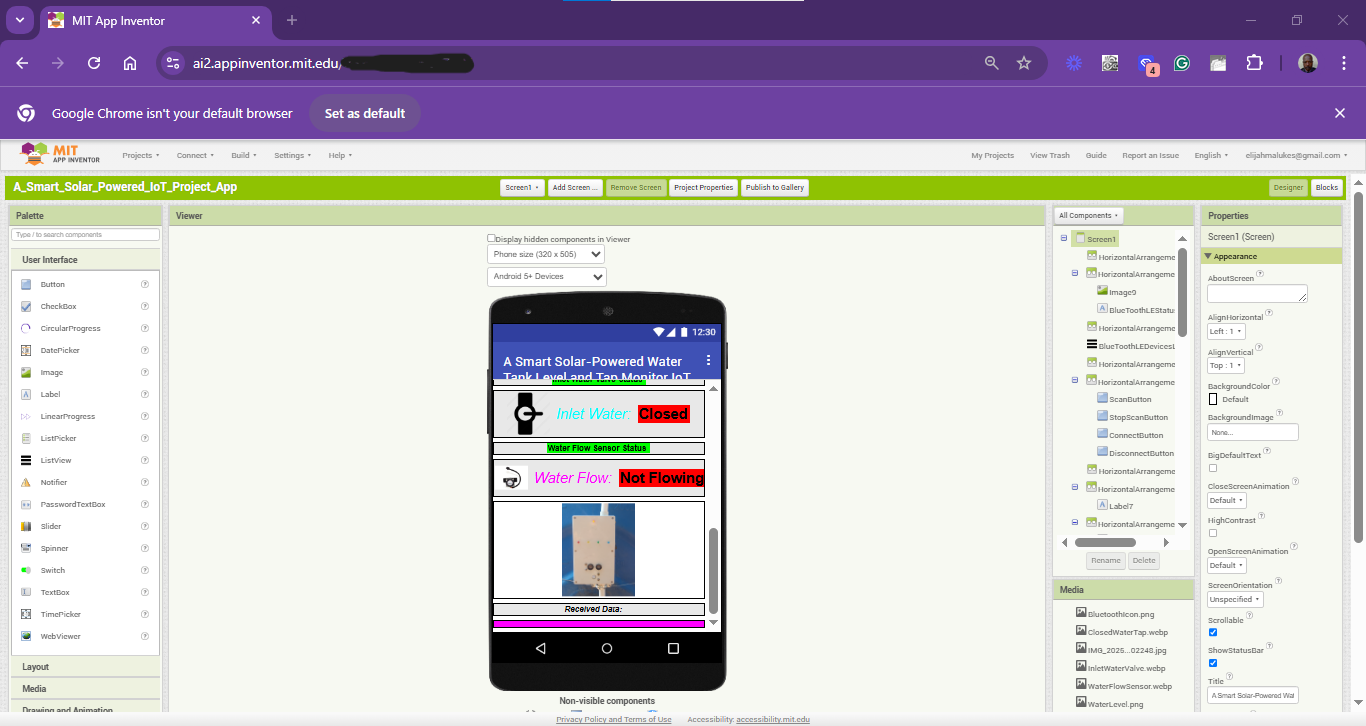 MIT App Inventor
ai2.appinventor.mit.edu/
4
Google Chrome isn't your default browser
Set as default
MIT
APP INVENTOR
Projects
Connect
Build
Settings
Help
My Projects
View Trash
Guide
Report an Issue
English
elijahmalukes@gmail.com
A_Smart_Solar_Powered_IoT_Project_App
Screen1
Add Screen ...
Remove Screen
Project Properties
Publish to Gallery
Designer
Blocks
Palette
Type / to search components
User Interface
Button
CheckBox
CircularProgress
DatePicker
Image
Label
LinearProgress
ListPicker
ListView
Notifier
PasswordTextBox
Slider
Spinner
Switch
TextBox
TimePicker
WebViewer
Layout
Media
Drawing and Animation
Viewer
Display hidden components in Viewer
Phone size (320 x 505)
Android 5+ Devices
12:30
A Smart Solar-Powered Water
Tank Level and Tap Monitor IoT
Inlet Water Valve Status
Inlet Water:
Closed
Water Flow Sensor Status
Water Flow:
Not Flowing
Received Data:
Non-visible components
All Components
Screen1
HorizontalArrangeme
HorizontalArrangeme
Image9
BlueToothLEStatu
HorizontalArrangeme
BlueToothLEDevicesL
HorizontalArrangeme
HorizontalArrangeme
ScanButton
StopScanButton
ConnectButton
DisconnectButton
HorizontalArrangeme
HorizontalArrangeme
Label7
HorizontalArrangeme
Rename
Delete
Media
BluetoothIcon.png
ClosedWaterTap.webp
IMG_2025...02248.jpg
InletWaterValve.webp
WaterFlowSensor.webp
WaterLevel.png
Properties
Screen1 (Screen)
Appearance
AboutScreen
AlignHorizontal
Left : 1
AlignVertical
Top : 1
BackgroundColor
Default
BackgroundImage
None...
BigDefaultText
CloseScreenAnimation
Default
HighContrast
OpenScreenAnimation
Default
ScreenOrientation
Unspecified
Scrollable
ShowStatusBar
Title
A Smart Solar-Powered Wat
Privacy Policy and Terms of Use
Accessibility: accessibility.mit.edu